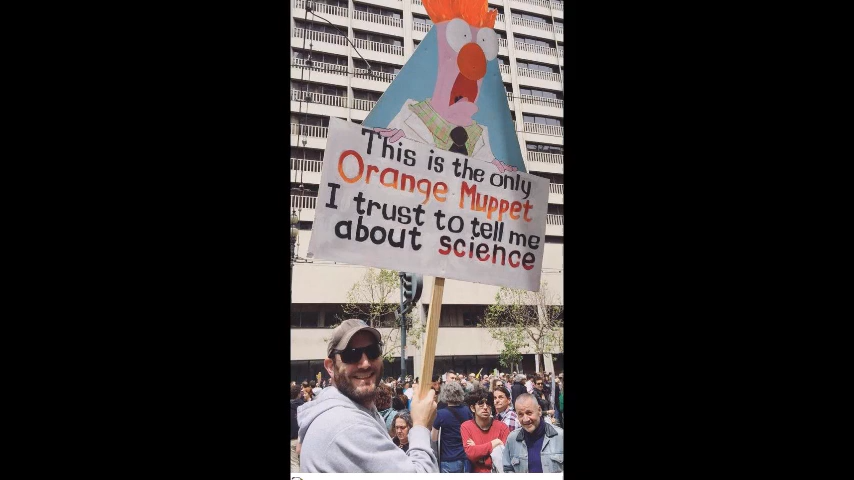 This is the only
Orange Muppet
I trust to tell me
about science